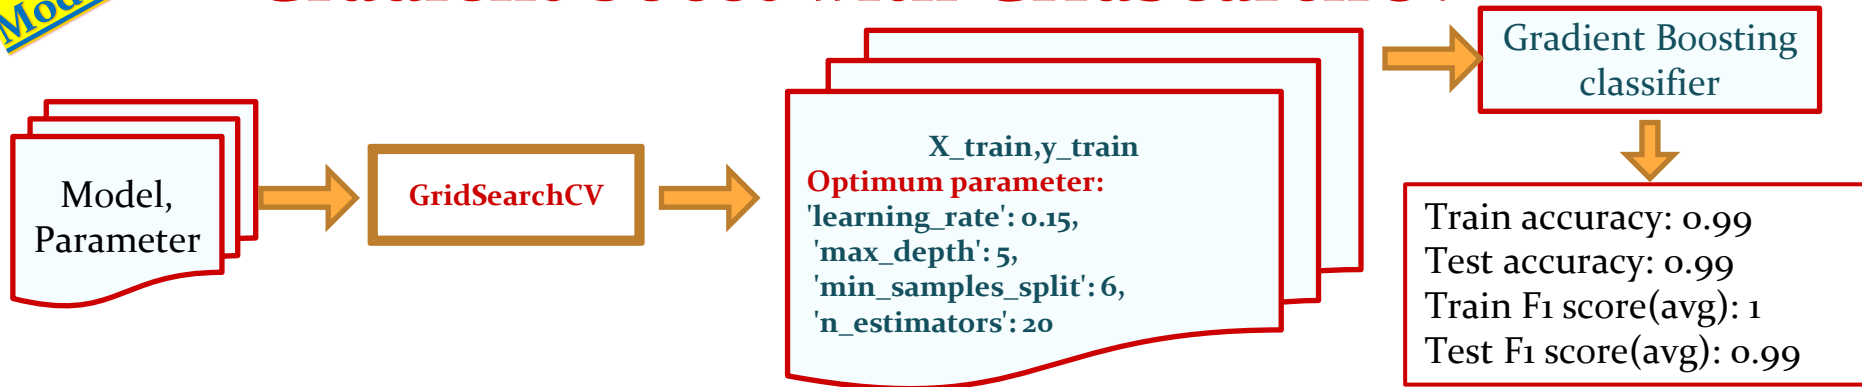 Model,
Parameter
GridSearchCV
X_train,y_train
Optimum parameter:
'learning_rate': 0.15,
'max_depth': 5,
'min_samples_split': 6,
'n_estimators': 20
Gradient Boosting
classifier
Train accuracy: 0.99
Test accuracy: 0.99
Train F1 score(avg): 1
Test F1 score(avg): 0.99